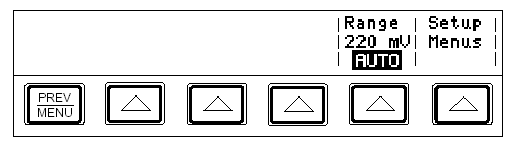 |Range | Setup |
|220 mV| Menus |
| AUTO | |
PREV
MENU